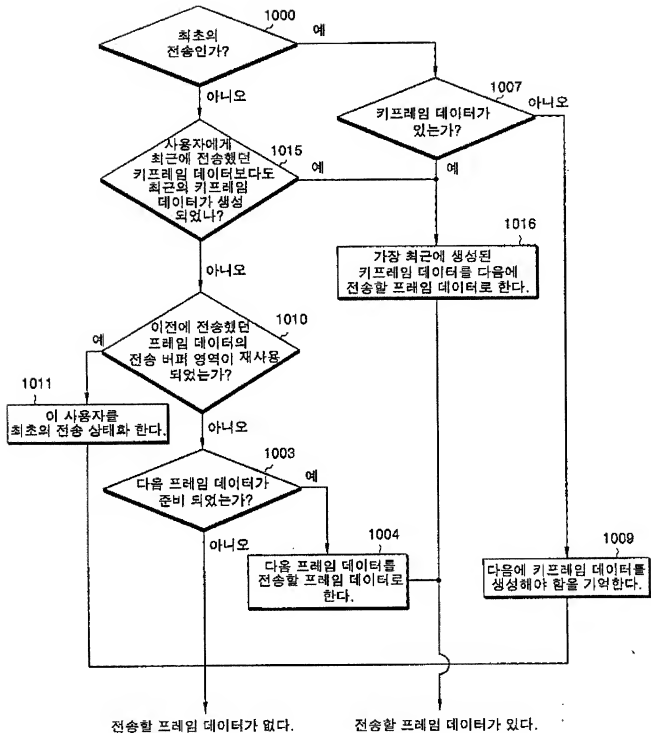 1000
최초의
전송인가?
예
아니오
1007
키프레임 데이터가
있는가?
아니오
예
1015
사용자에게
최근에 전송했던
키프레임 데이터보다도
최근의 키프레임
데이터가 생성
되었나?
예
아니오
1016
가장 최근에 생성된
키프레임 데이터를 다음에
전송할 프레임 데이터로 한다.
1010
이전에 전송했던
프레임 데이터의
전송 버퍼 영역이 재사용
되었는가?
예
아니오
1011
이 사용자를
최초의 전송 상태화 한다.
1003
다음 프레임 데이터가
준비 되었는가?
예
아니오
1004
다음 프레임 데이터를
전송할 프레임 데이터로
한다.
1009
다음에 키프레임 데이터를
생성해야 함을 기억한다.
전송할 프레임 데이터가 없다.
전송할 프레임 데이터가 있다.